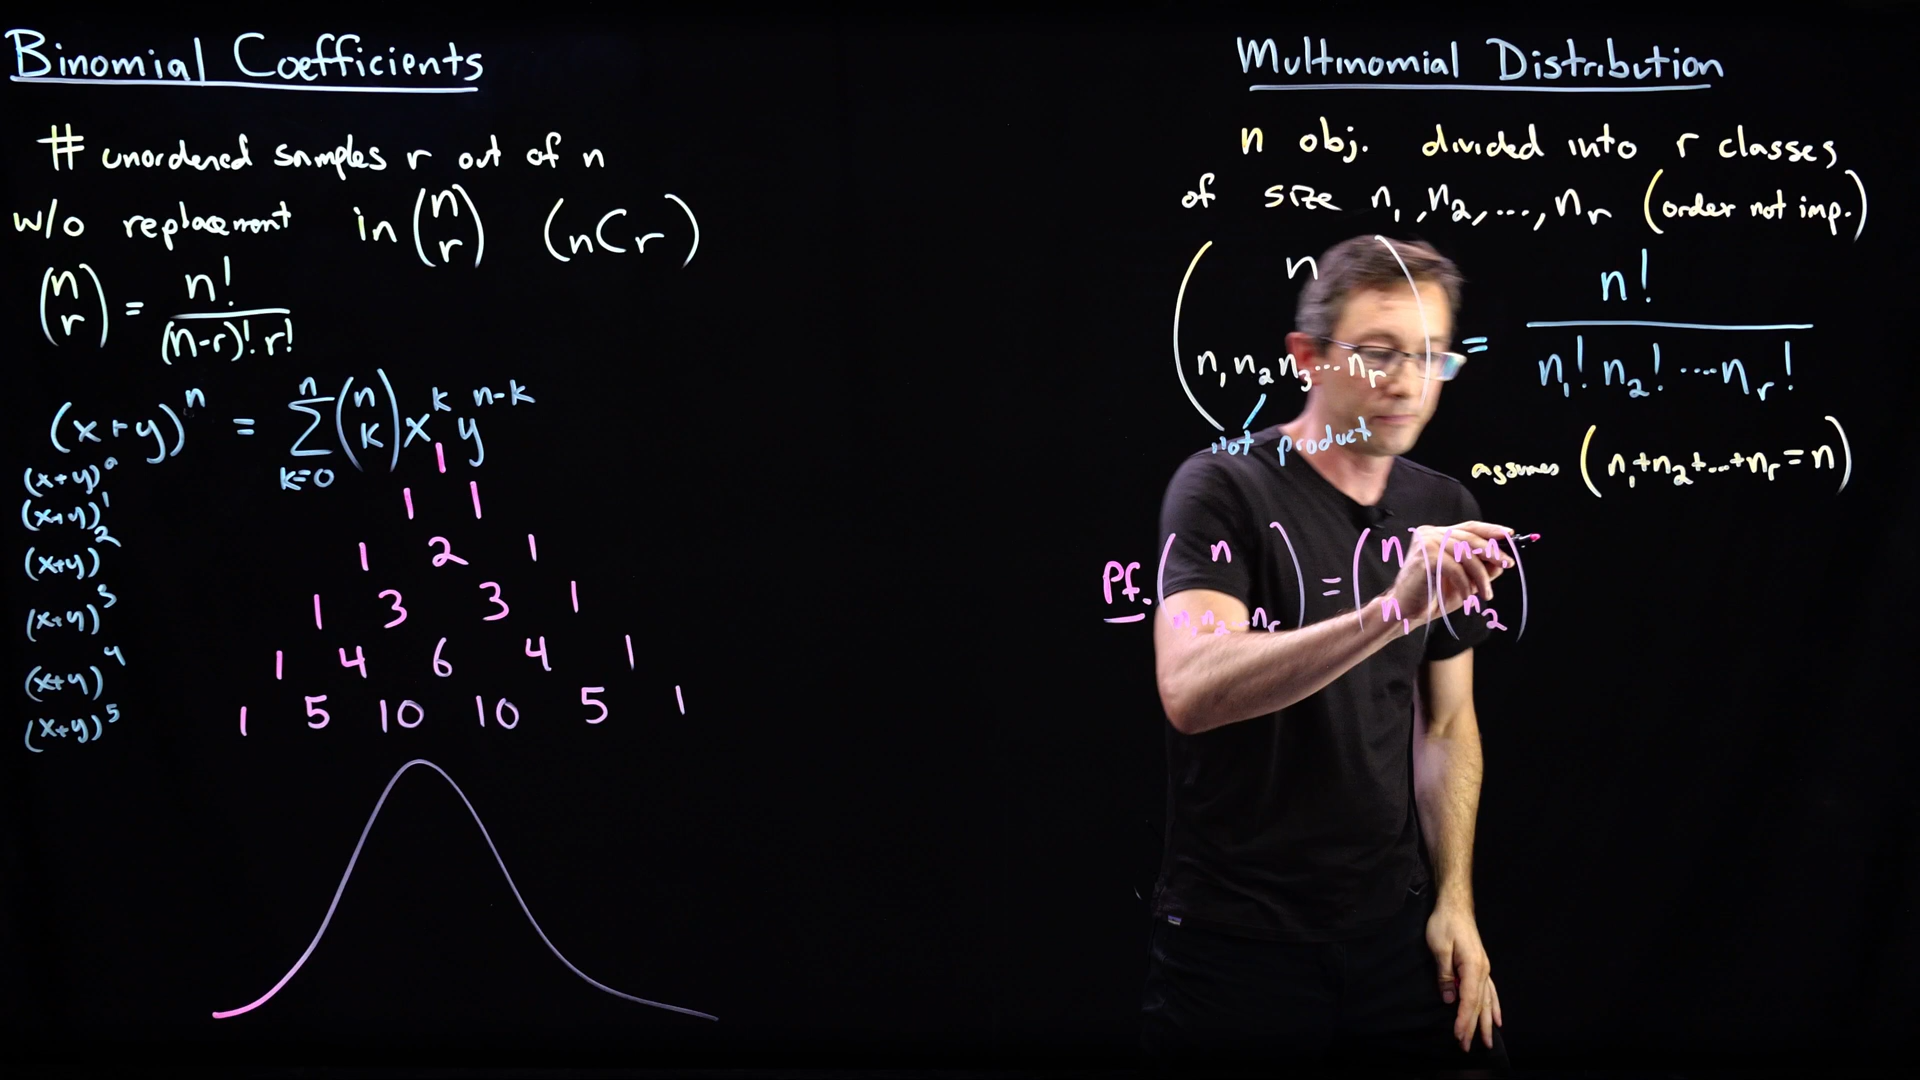 Binomial Coefficients
# unordered samples r out of n
w/o replacement in (n r) (nCr)
(n r) = n! / (n-r)!·r!
(x+y)^n = Σ_{k=0}^{n} (n k) x^k y^{n-k}
(x+y)^0 1
(x+y)^1 1 1
(x+y)^2 1 2 1
(x+y)^3 1 3 3 1
(x+y)^4 1 4 6 4 1
(x+y)^5 1 5 10 10 5 1
Multinomial Distribution
n obj. divided into r classes
of size n₁, n₂, ..., nᵣ (order not imp.)
(n n₁ n₂ n₃ ... nᵣ) = n! / n₁! n₂! ... nᵣ!
not product
assumes (n₁+n₂+...+nᵣ=n)
Pf. (n n₁ n₂ ... nᵣ) = (n n₁)(n-n₁ n₂)